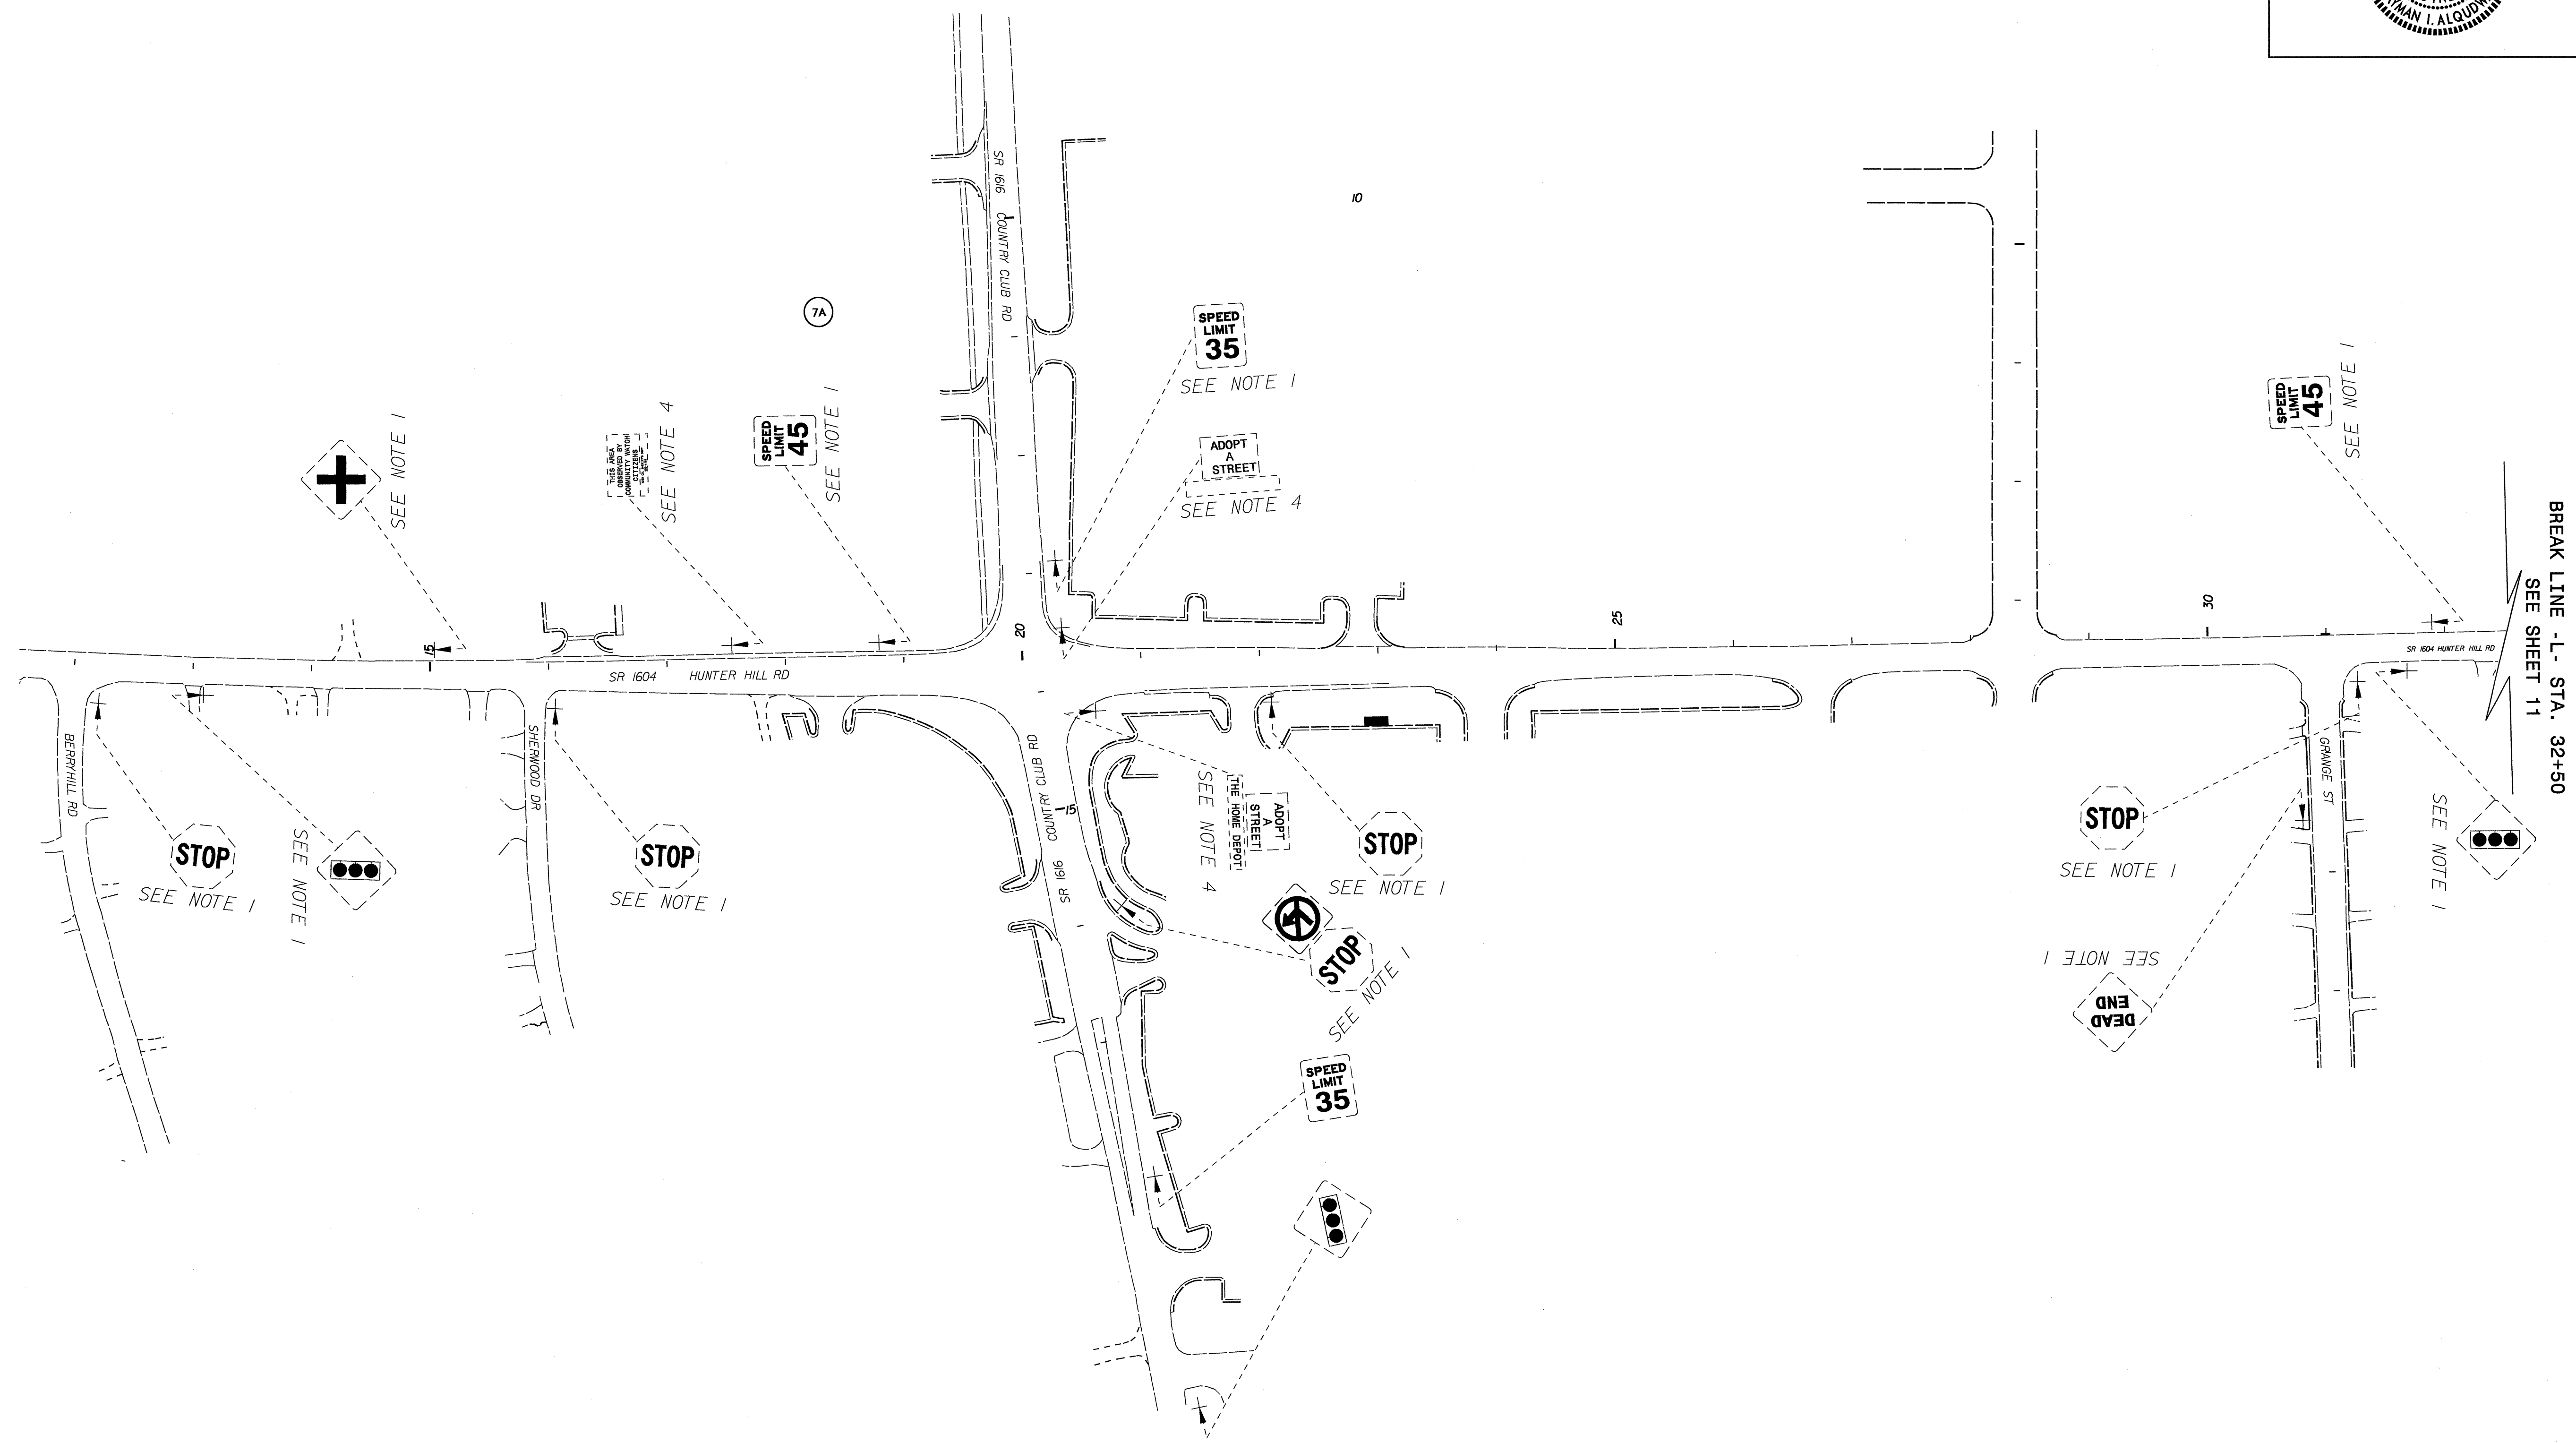 YMAN I. ALQUDW
10
SR 1616 COUNTRY CLUB RD
7A
SPEED
LIMIT
35
SEE NOTE 1
ADOPT
A
STREET
SEE NOTE 4
SEE NOTE 1
THIS AREA
OBSERVED BY
COMMUNITY WATCH
CITIZENS
SEE NOTE 4
SPEED
LIMIT
45
SEE NOTE 1
SPEED
LIMIT
45
SEE NOTE 1
BREAK LINE -L- STA. 32+50
SEE SHEET 11
15
20
25
30
SR 1604 HUNTER HILL RD
SR 1604 HUNTER HILL RD
BERRYHILL RD
STOP
SEE NOTE 1
SEE NOTE 1
SHERWOOD DR
STOP
SEE NOTE 1
SR 1616 COUNTRY CLUB RD
15
SEE NOTE 4
THE HOME DEPOT
ADOPT
A
STREET
STOP
SEE NOTE 1
STOP
SEE NOTE 1
SPEED
LIMIT
35
STOP
SEE NOTE 1
GRANGE ST
SEE NOTE 1
DEAD
END
SEE NOTE 1